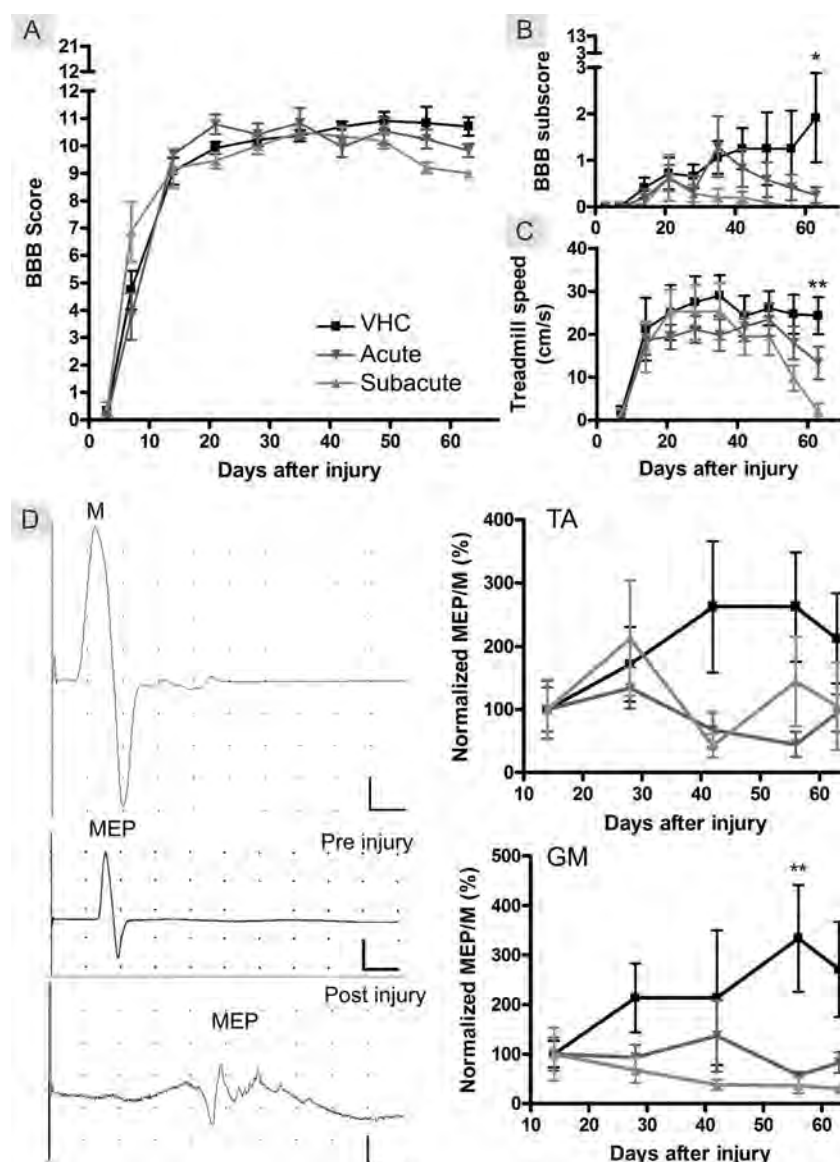 A
21
12
12
11
10
9
8
7
6
5
4
3
2
1
0
BBB Score
0 10 20 30 40 50 60
Days after injury
VHC
Acute
Subacute
B
13
3
3
2
1
0
BBB subscore
*
0 20 40 60
C
40
30
20
10
0
Treadmill speed
(cm/s)
**
0 20 40 60
Days after injury
D
M
MEP
Pre injury
Post injury
MEP
TA
400
300
200
100
0
Normalized MEP/M (%)
10 20 30 40 50 60
Days after injury
GM
500
400
300
200
100
0
Normalized MEP/M (%)
**
10 20 30 40 50 60
Days after injury